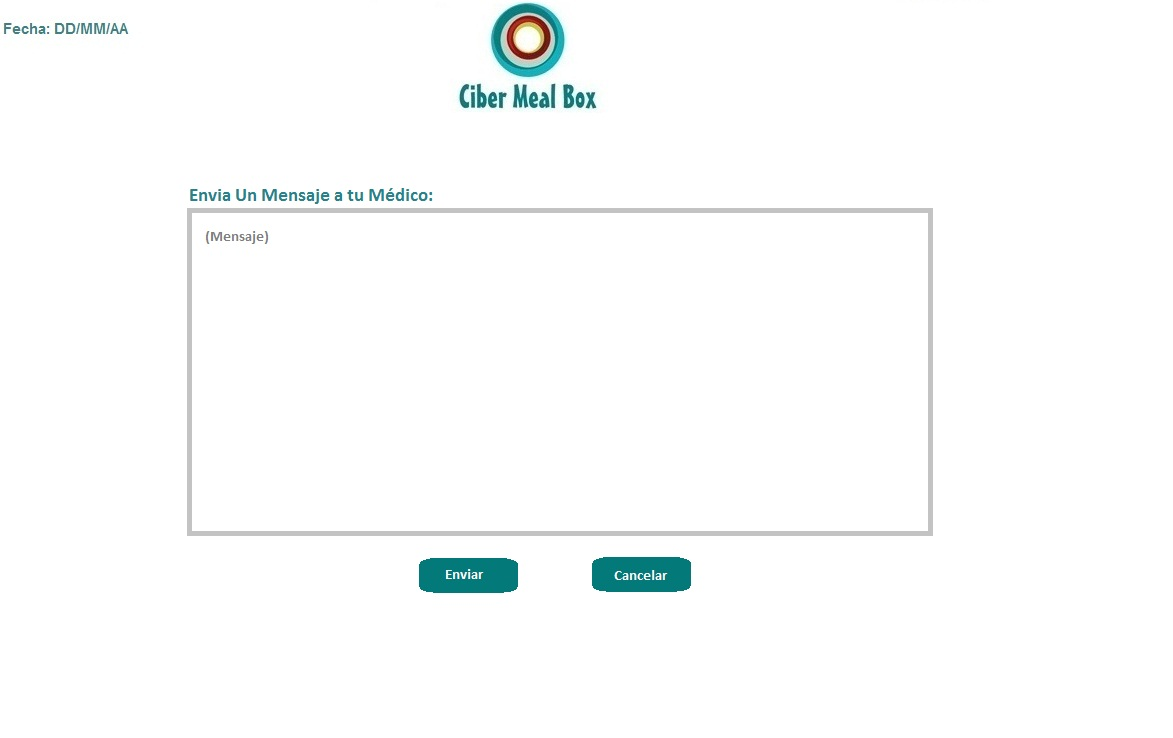 Fecha: DD/MM/AA
Ciber Meal Box
Envia Un Mensaje a tu Médico:
(Mensaje)
Enviar
Cancelar